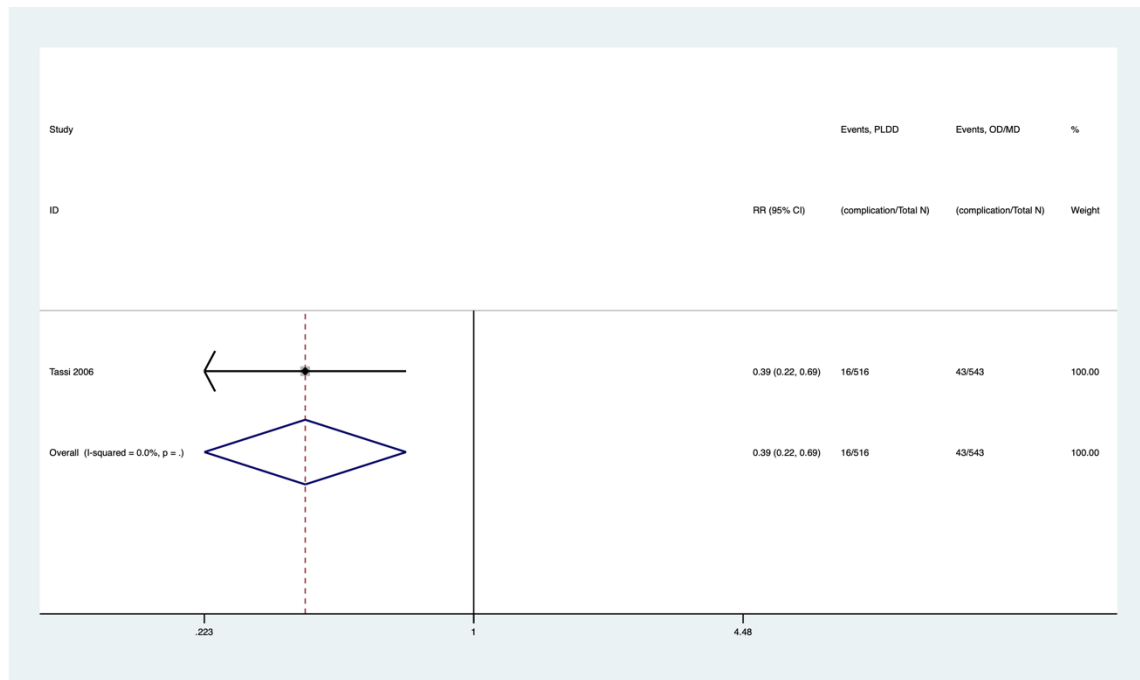 Study Events, PLDD Events, OD/MD %
ID RR (95% CI) (complication/Total N) (complication/Total N) Weight
Tassi 2006 0.39 (0.22, 0.69) 16/516 43/543 100.00
Overall (I-squared = 0.0%, p = .) 0.39 (0.22, 0.69) 16/516 43/543 100.00
.223 1 4.48